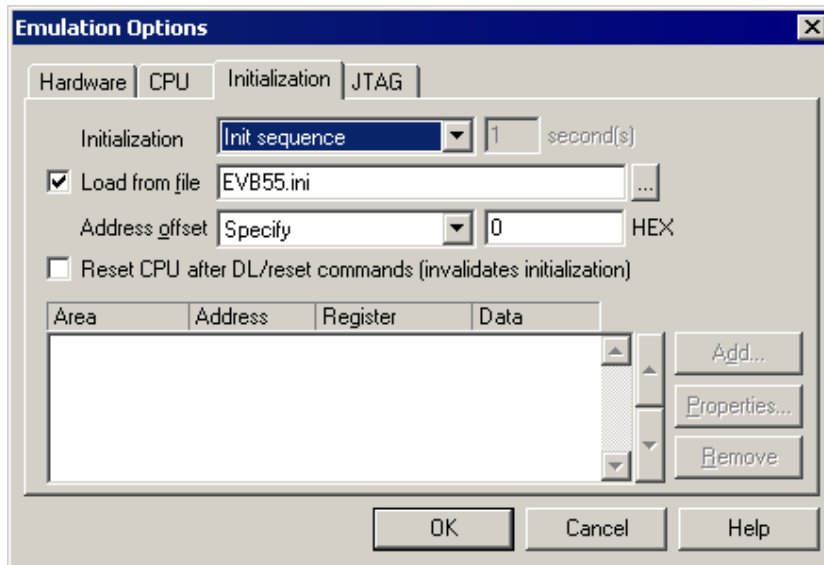 Emulation Options
Hardware CPU Initialization JTAG
Initialization Init sequence 1 second(s)
Load from file EVB55.ini ...
Address offset Specify 0 HEX
Reset CPU after DL/reset commands (invalidates initialization)
Area Address Register Data
Add...
Properties...
Remove
OK Cancel Help